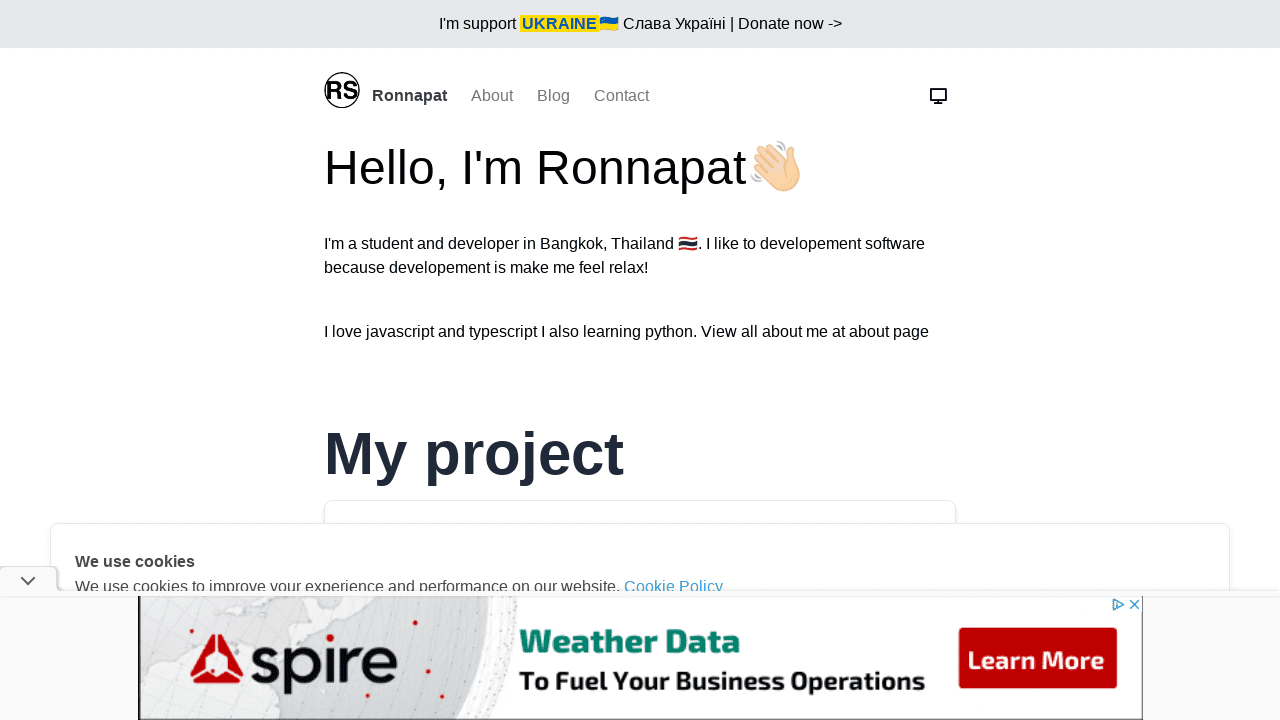 I'm support UKRAINE🇺🇦 Слава Україні | Donate now ->
RS Ronnapat About Blog Contact
Hello, I'm Ronnapat👋🏻
I'm a student and developer in Bangkok, Thailand 🇹🇭. I like to developement software
because developement is make me feel relax!
I love javascript and typescript I also learning python. View all about me at about page
My project
We use cookies
We use cookies to improve your experience and performance on our website. Cookie Policy
spire
Weather Data
To Fuel Your Business Operations
Learn More